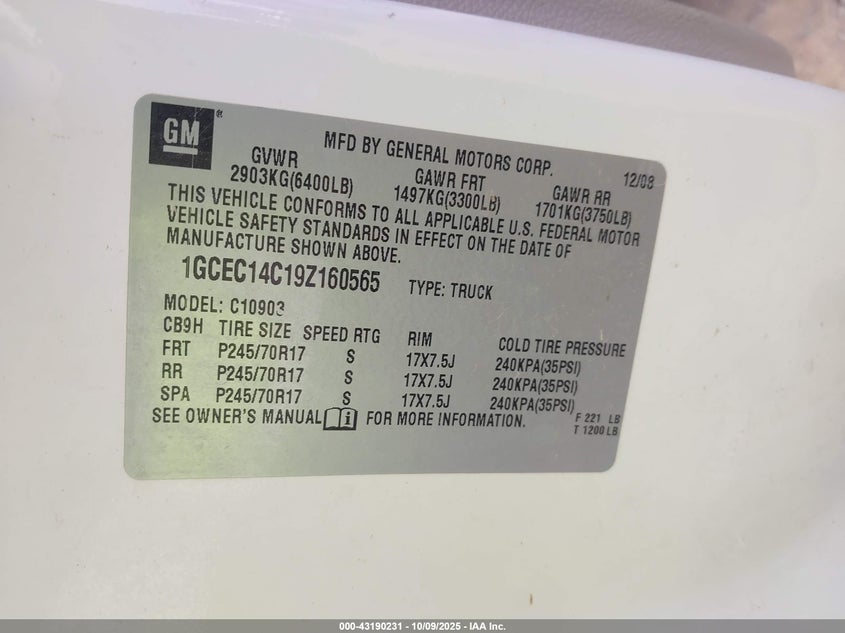 GM®
MFD BY GENERAL MOTORS CORP. 12/08
GVWR GAWR FRT GAWR RR
2903KG(6400LB) 1497KG(3300LB) 1701KG(3750LB)
THIS VEHICLE CONFORMS TO ALL APPLICABLE U.S. FEDERAL MOTOR
VEHICLE SAFETY STANDARDS IN EFFECT ON THE DATE OF
MANUFACTURE SHOWN ABOVE.
1GCEC14C19Z160565 TYPE: TRUCK
MODEL: C10903
CB9H TIRE SIZE SPEED RTG RIM COLD TIRE PRESSURE
FRT P245/70R17 S 17X7.5J 240KPA(35PSI)
RR P245/70R17 S 17X7.5J 240KPA(35PSI)
SPA P245/70R17 S 17X7.5J 240KPA(35PSI)
SEE OWNER'S MANUAL FOR MORE INFORMATION.
F 221 LB
T 1200 LB
000-43190231 - 10/09/2025 - IAA Inc.